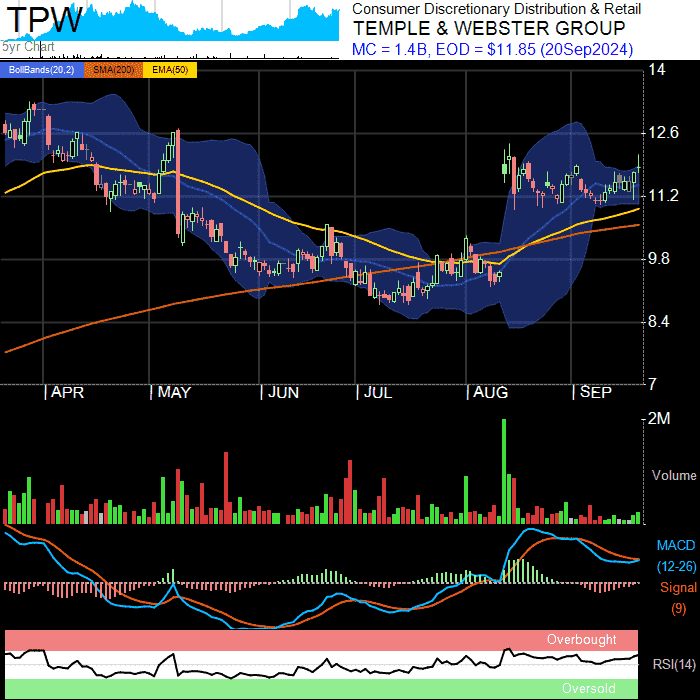 TPW
5yr Chart
Consumer Discretionary Distribution & Retail
TEMPLE & WEBSTER GROUP
MC = 1.4B, EOD = $11.85 (20Sep2024)
BollBands(20,2) SMA(200) EMA(50)
14
12.6
11.2
9.8
8.4
7
APR MAY JUN JUL AUG SEP
2M
Volume
MACD
(12-26)
Signal
(9)
Overbought
RSI(14)
Oversold